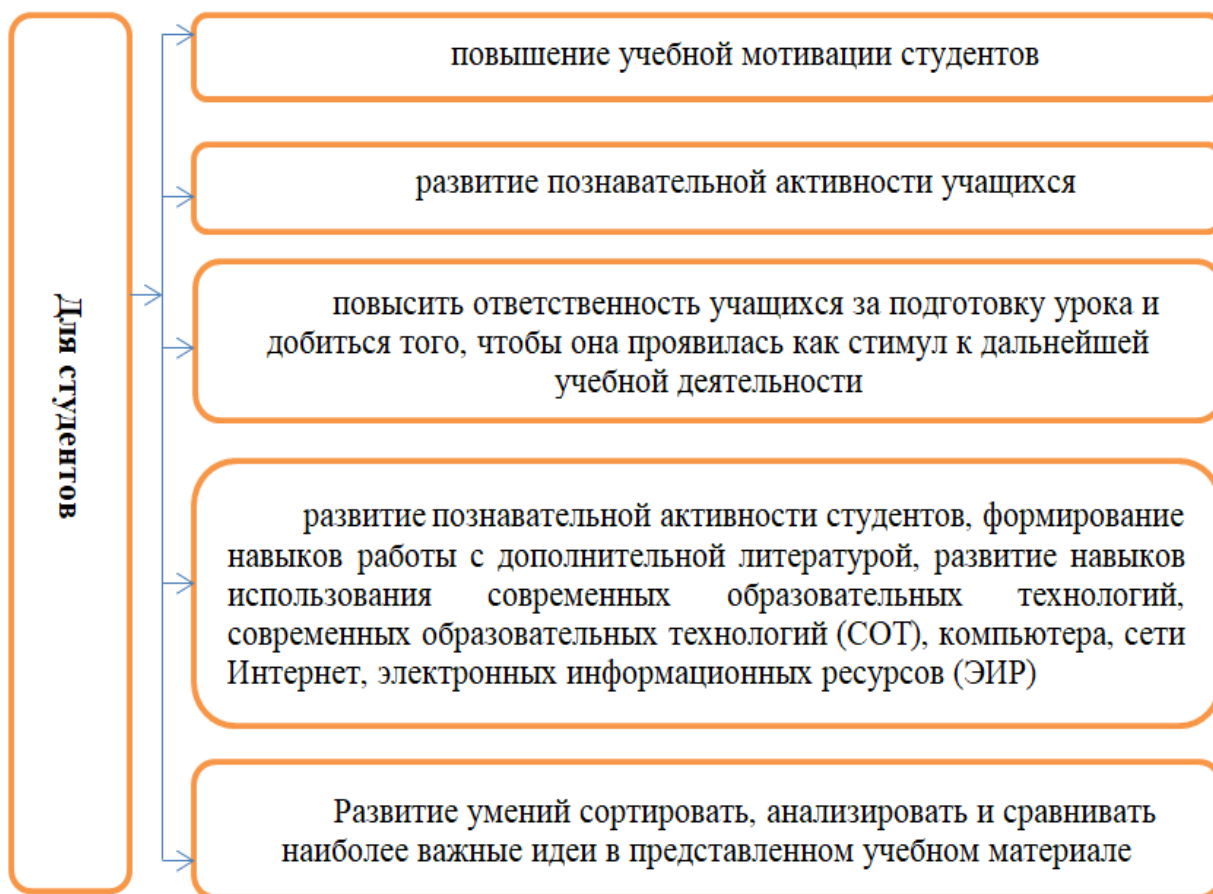 Для студентов
повышение учебной мотивации студентов
развитие познавательной активности учащихся
повысить ответственность учащихся за подготовку урока и
добиться того, чтобы она проявилась как стимул к дальнейшей
учебной деятельности
развитие познавательной активности студентов, формирование
навыков работы с дополнительной литературой, развитие навыков
использования современных образовательных технологий,
современных образовательных технологий (СОТ), компьютера, сети
Интернет, электронных информационных ресурсов (ЭИР)
Развитие умений сортировать, анализировать и сравнивать
наиболее важные идеи в представленном учебном материале